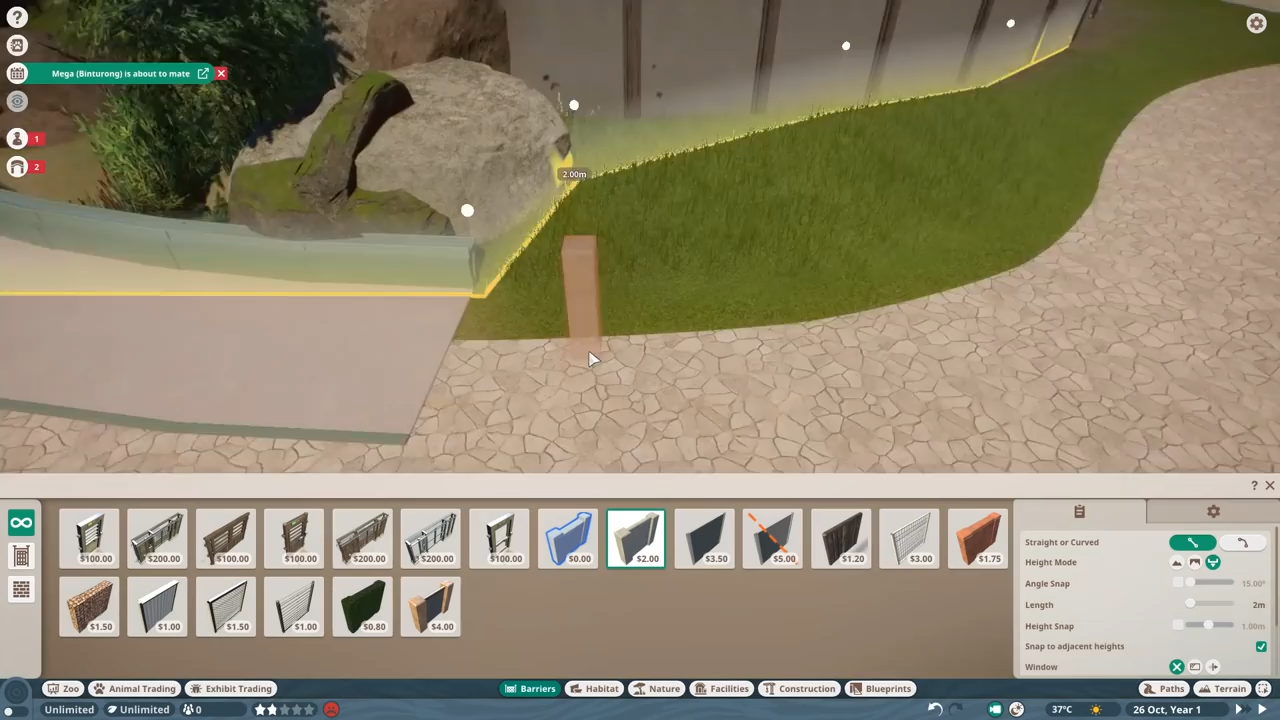 ?
Mega (Binturong) is about to mate
1
2
2.00m
?
$100.00 $200.00 $100.00 $100.00 $200.00 $200.00 $100.00 $0.00 $2.00 $3.50 $5.00 $1.20 $3.00 $1.75
$1.50 $1.00 $1.50 $1.00 $0.80 $4.00
Straight or Curved
Height Mode
Angle Snap 15.00°
Length 2m
Height Snap 1.00m
Snap to adjacent heights
Window
Zoo Animal Trading Exhibit Trading Barriers Habitat Nature Facilities Construction Blueprints Paths Terrain
Unlimited Unlimited 0 37°C 26 Oct, Year 1